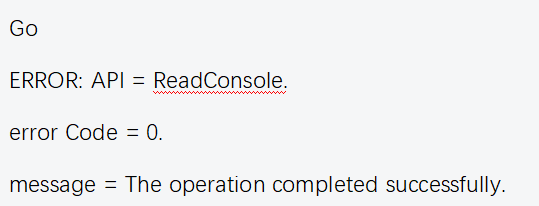 Go
ERROR: API = ReadConsole.
error Code = 0.
message = The operation completed successfully.